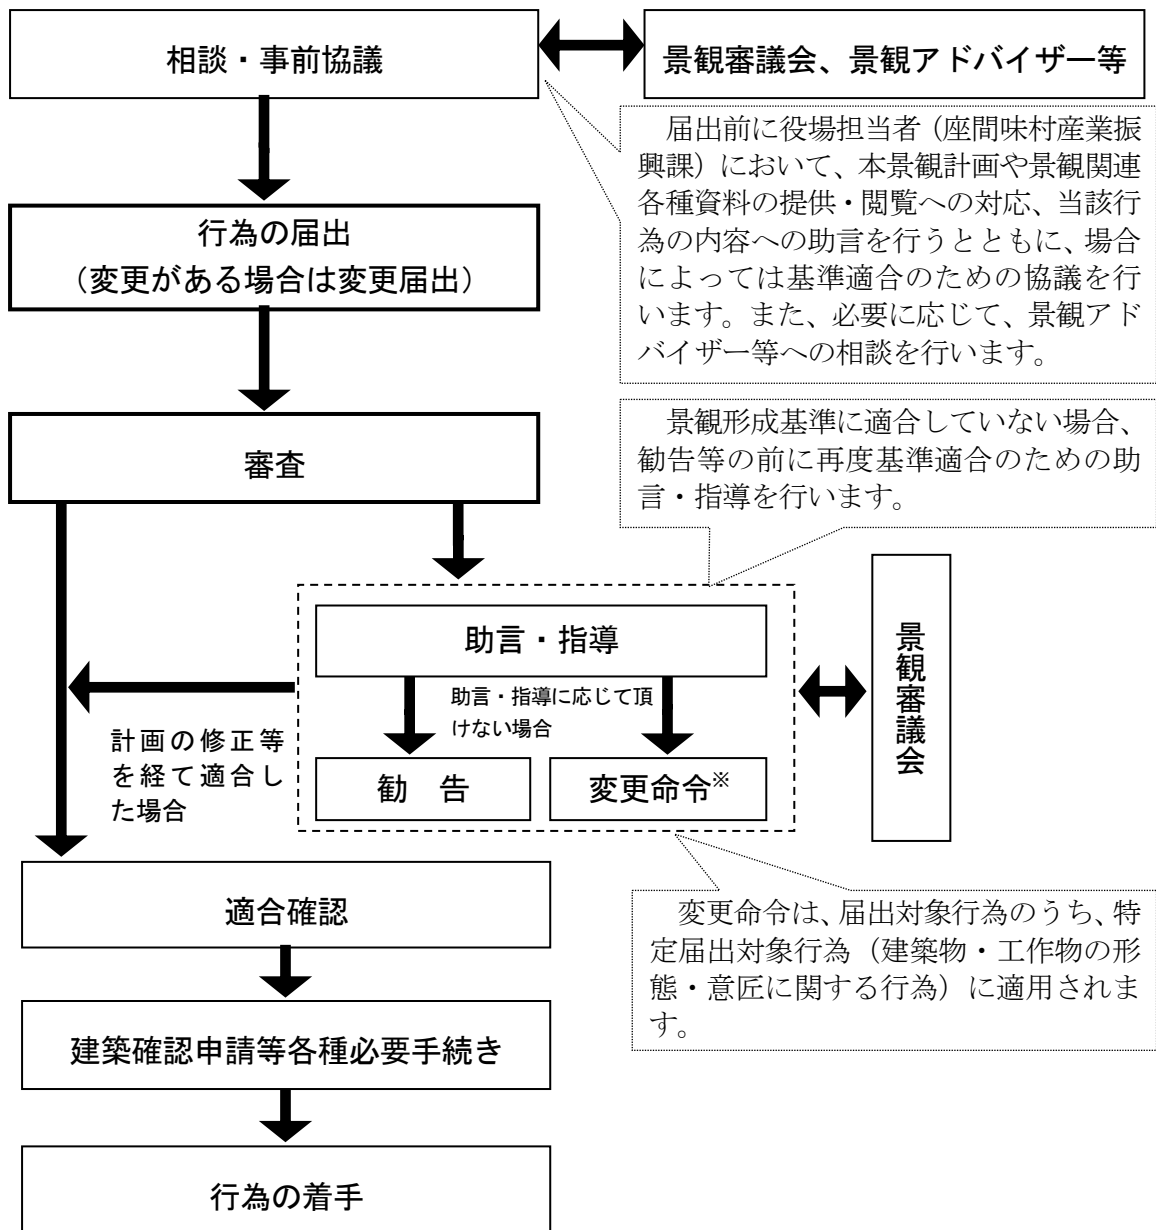 相談・事前協議
景観審議会、景観アドバイザー等
届出前に役場担当者（座間味村産業振
興課）において、本景観計画や景観関連
各種資料の提供・閲覧への対応、当該行
為の内容への助言を行うとともに、場合
によっては基準適合のための協議を行
います。また、必要に応じて、景観アド
バイザー等への相談を行います。
行為の届出
（変更がある場合は変更届出）
審査
景観形成基準に適合していない場合、
勧告等の前に再度基準適合のための助
言・指導を行います。
助言・指導
助言・指導に応じて頂
けない場合
勧　告
変更命令※
景観審議会
計画の修正等
を経て適合し
た場合
変更命令は、届出対象行為のうち、特
定届出対象行為（建築物・工作物の形
態・意匠に関する行為）に適用されま
す。
適合確認
建築確認申請等各種必要手続き
行為の着手